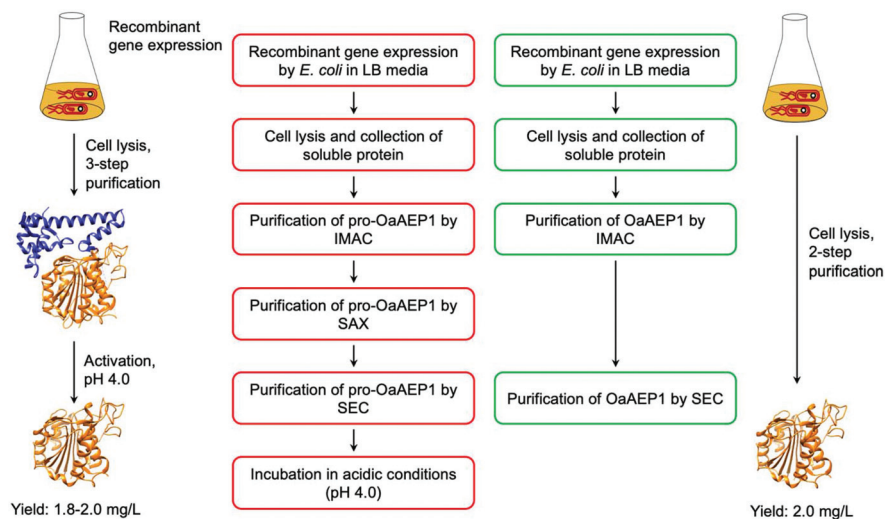 Recombinant
gene expression
Cell lysis,
3-step
purification
Activation,
pH 4.0
Yield: 1.8-2.0 mg/L
Recombinant gene expression
by E. coli in LB media
Cell lysis and collection of
soluble protein
Purification of pro-OaAEP1 by
IMAC
Purification of pro-OaAEP1 by
SAX
Purification of pro-OaAEP1 by
SEC
Incubation in acidic conditions
(pH 4.0)
Recombinant gene expression
by E. coli in LB media
Cell lysis and collection of
soluble protein
Purification of OaAEP1 by
IMAC
Purification of OaAEP1 by SEC
Cell lysis,
2-step
purification
Yield: 2.0 mg/L